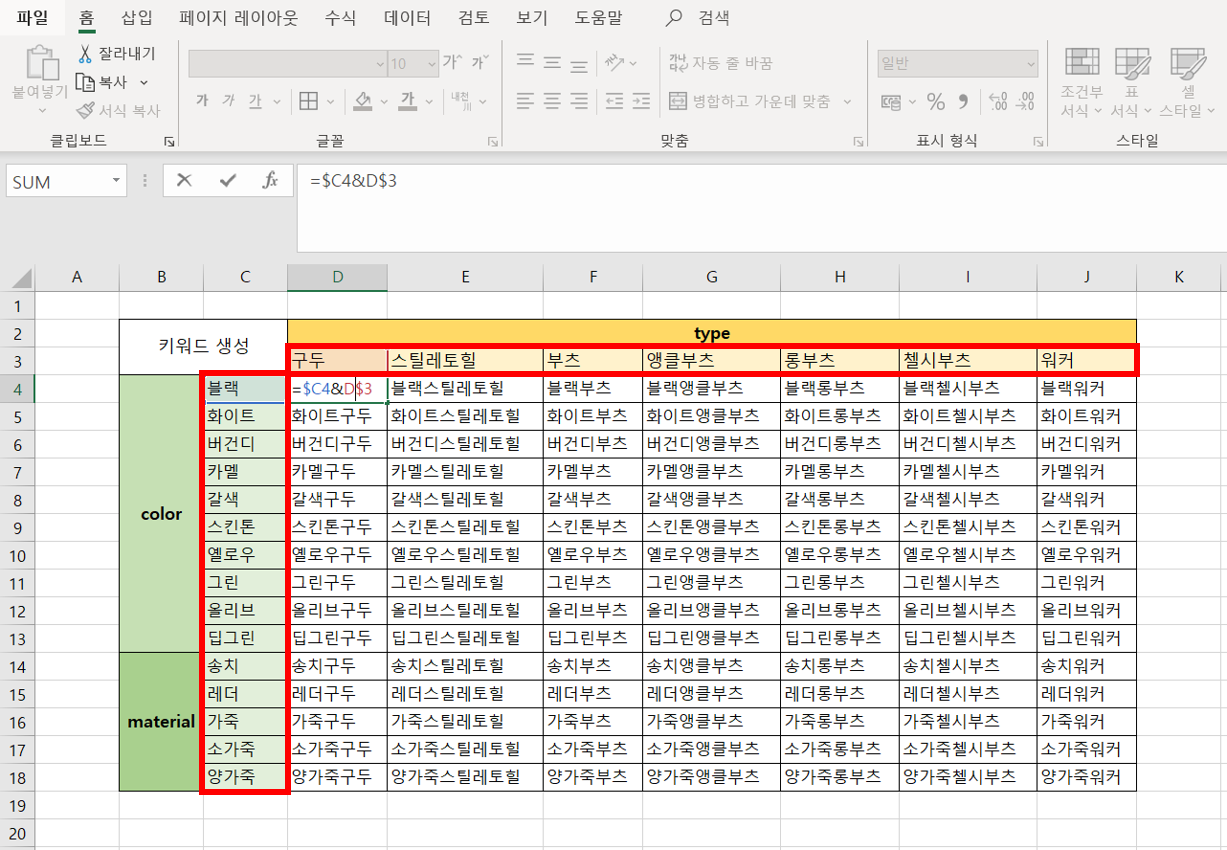 파일 홈 삽입 페이지 레이아웃 수식 데이터 검토 보기 도움말 검색
붙여넣기 잘라내기 복사 서식 복사
10 가^ 가ˇ
가 가 가 가 내천 川
가나 다 자동 줄 바꿈
병합하고 가운데 맞춤
일반
% 9 .00 .0
조건부 서식 표 서식 셀 스타일
클립보드 글꼴 맞춤 표시 형식 스타일
SUM fx =$C4&D$3
A B C D E F G H I J K
1
2 키워드 생성 type
3 구두 스틸레토힐 부츠 앵클부츠 롱부츠 첼시부츠 워커
4 블랙 =$C4&D$3 블랙스틸레토힐 블랙부츠 블랙앵클부츠 블랙롱부츠 블랙첼시부츠 블랙워커
5 화이트 화이트구두 화이트스틸레토힐 화이트부츠 화이트앵클부츠 화이트롱부츠 화이트첼시부츠 화이트워커
6 버건디 버건디구두 버건디스틸레토힐 버건디부츠 버건디앵클부츠 버건디롱부츠 버건디첼시부츠 버건디워커
7 카멜 카멜구두 카멜스틸레토힐 카멜부츠 카멜앵클부츠 카멜롱부츠 카멜첼시부츠 카멜워커
8 갈색 갈색구두 갈색스틸레토힐 갈색부츠 갈색앵클부츠 갈색롱부츠 갈색첼시부츠 갈색워커
9 color 스킨톤 스킨톤구두 스킨톤스틸레토힐 스킨톤부츠 스킨톤앵클부츠 스킨톤롱부츠 스킨톤첼시부츠 스킨톤워커
10 옐로우 옐로우구두 옐로우스틸레토힐 옐로우부츠 옐로우앵클부츠 옐로우롱부츠 옐로우첼시부츠 옐로우워커
11 그린 그린구두 그린스틸레토힐 그린부츠 그린앵클부츠 그린롱부츠 그린첼시부츠 그린워커
12 올리브 올리브구두 올리브스틸레토힐 올리브부츠 올리브앵클부츠 올리브롱부츠 올리브첼시부츠 올리브워커
13 딥그린 딥그린구두 딥그린스틸레토힐 딥그린부츠 딥그린앵클부츠 딥그린롱부츠 딥그린첼시부츠 딥그린워커
14 송치 송치구두 송치스틸레토힐 송치부츠 송치앵클부츠 송치롱부츠 송치첼시부츠 송치워커
15 레더 레더구두 레더스틸레토힐 레더부츠 레더앵클부츠 레더롱부츠 레더첼시부츠 레더워커
16 material 가죽 가죽구두 가죽스틸레토힐 가죽부츠 가죽앵클부츠 가죽롱부츠 가죽첼시부츠 가죽워커
17 소가죽 소가죽구두 소가죽스틸레토힐 소가죽부츠 소가죽앵클부츠 소가죽롱부츠 소가죽첼시부츠 소가죽워커
18 양가죽 양가죽구두 양가죽스틸레토힐 양가죽부츠 양가죽앵클부츠 양가죽롱부츠 양가죽첼시부츠 양가죽워커
19
20